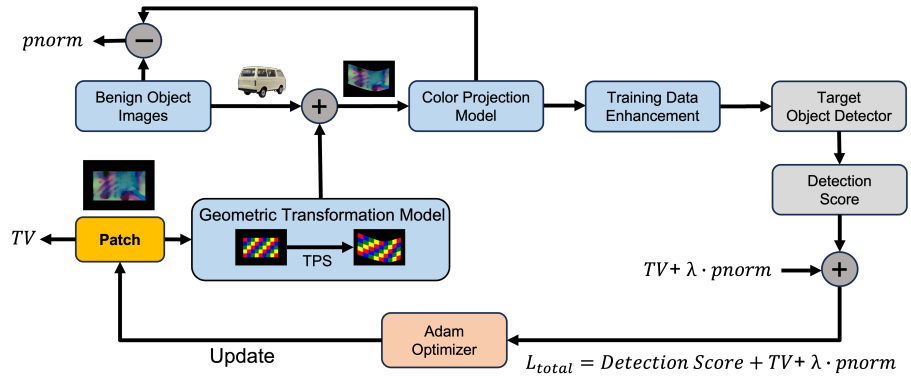 pnorm
−
Benign Object
Images
+
Color Projection
Model
Training Data
Enhancement
Target
Object Detector
Detection
Score
Geometric Transformation Model
TPS
TV
Patch
TV+ λ · pnorm
+
Adam
Optimizer
Update
L_total = Detection Score + TV+ λ · pnorm